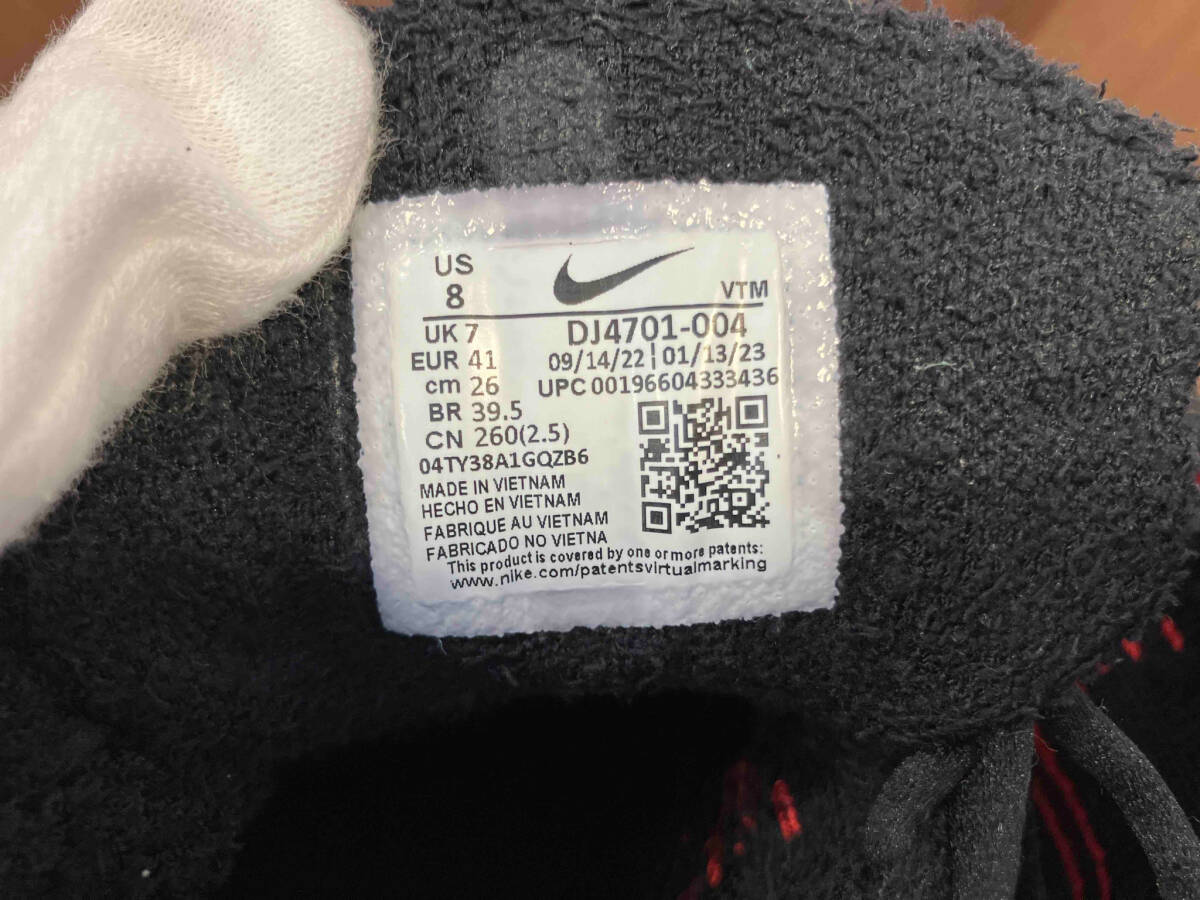 US
8
VTM
UK 7
EUR 41
cm 26
BR 39.5
CN 260(2.5)
DJ4701-004
09/14/22 | 01/13/23
UPC 00196604333436
04TY38A1GQZB6
MADE IN VIETNAM
HECHO EN VIETNAM
FABRIQUE AU VIETNAM
FABRICADO NO VIETNA
This product is covered by one or more patents:
www.nike.com/patentsvirtualmarking